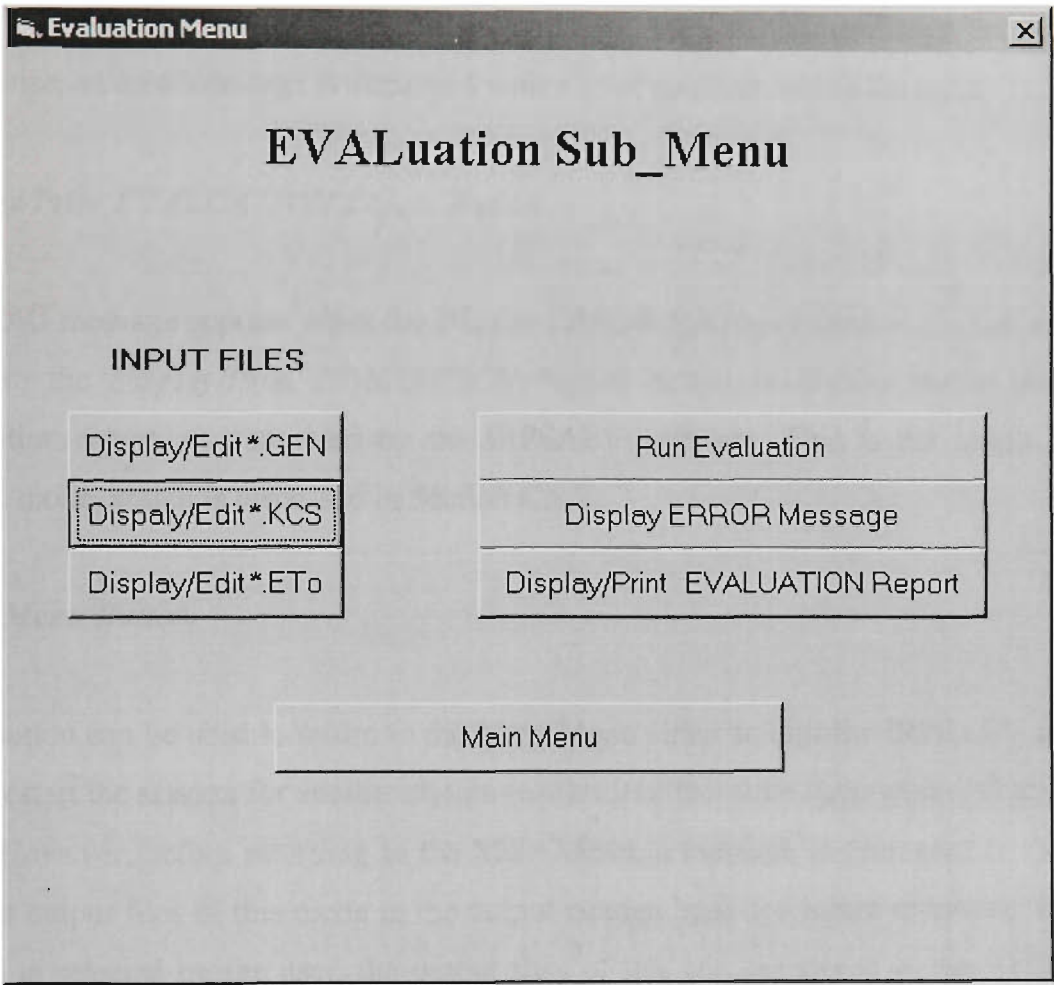 Evaluation Menu
EVALuation Sub_Menu
INPUT FILES
Display/Edit *.GEN
Dispaly/Edit *.KCS
Display/Edit *.ETo
Run Evaluation
Display ERROR Message
Display/Print EVALUATION Report
Main Menu